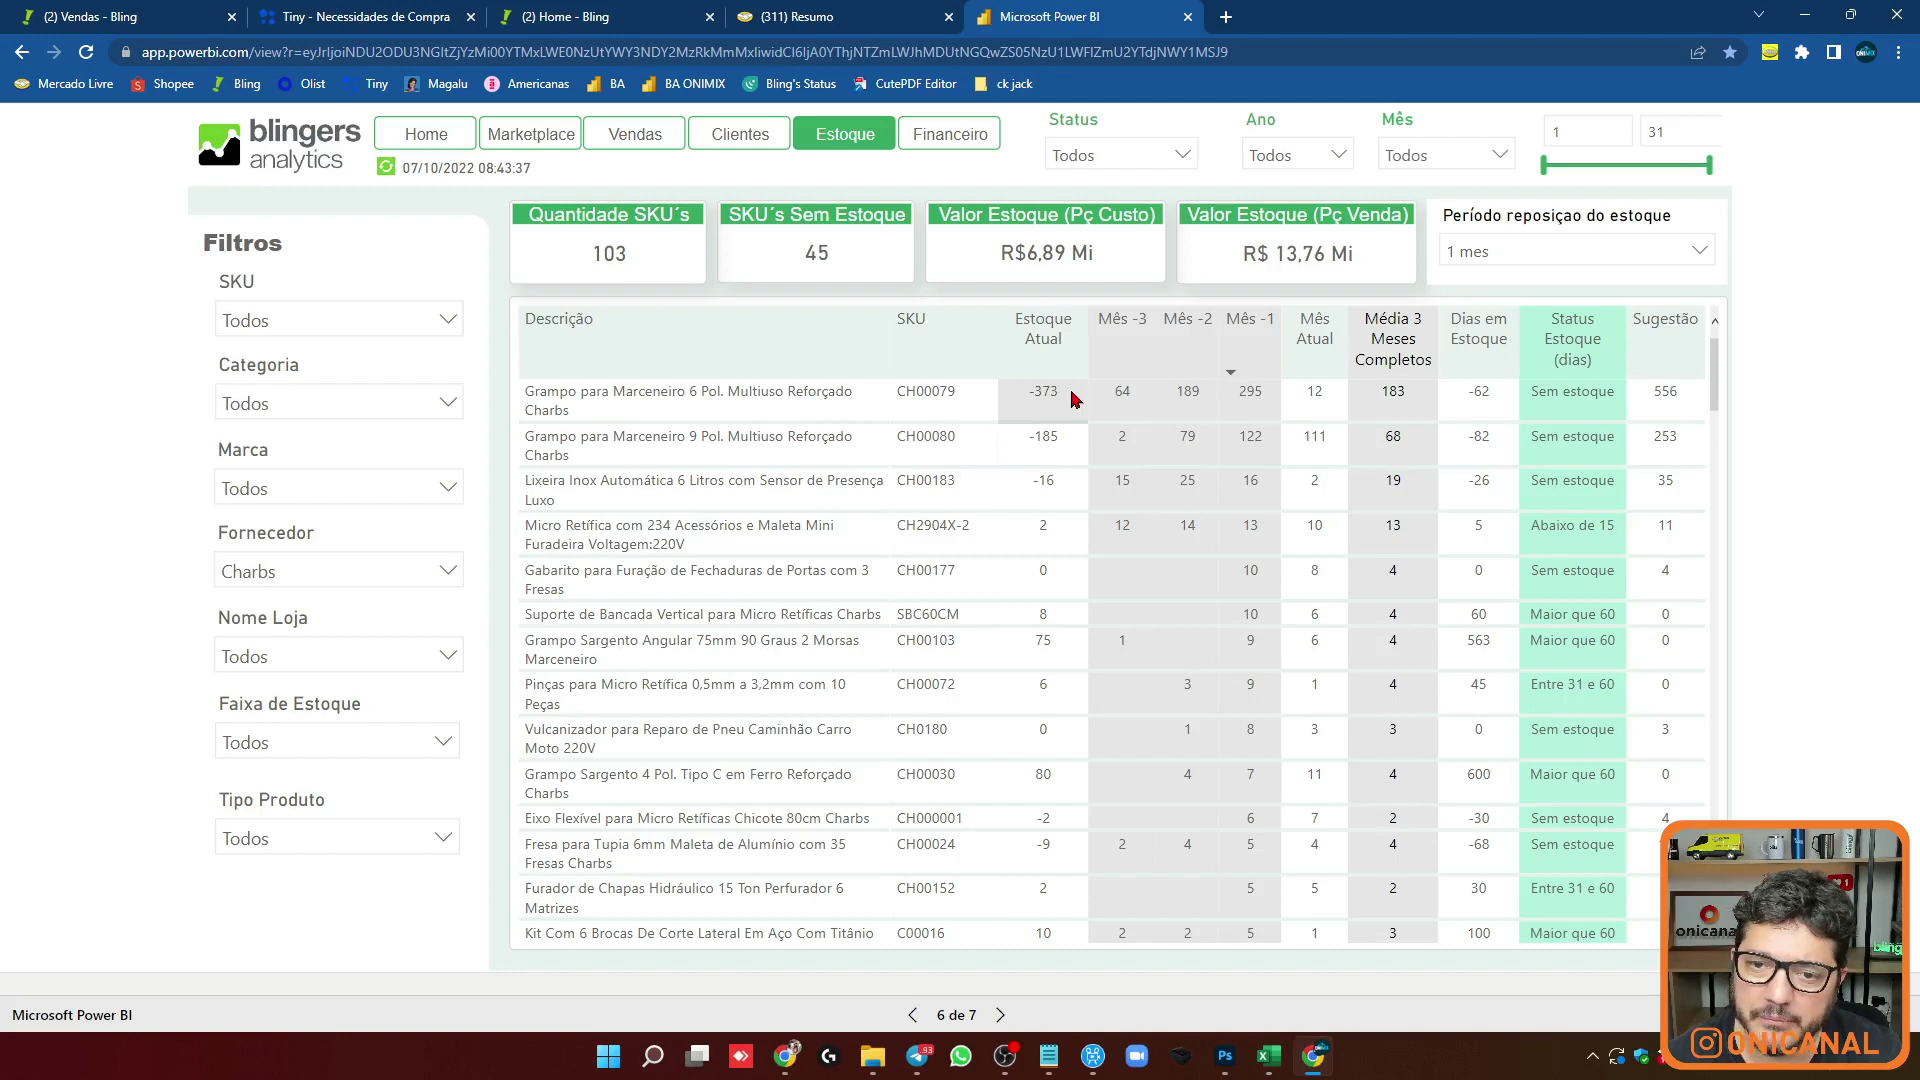 (2) Vendas - Bling
Tiny - Necessidades de Compra
(2) Home - Bling
(311) Resumo
Microsoft Power BI
Mercado Livre
Shopee
Bling
Olist
Tiny
Magalu
Americanas
BA
BA ONIMIX
Bling's Status
CutePDF Editor
ck jack
blingers
analytics
Home
Marketplace
Vendas
Clientes
Estoque
Financeiro
07/10/2022 08:43:37
Status
Todos
Ano
Todos
Mês
Todos
1
31
Filtros
SKU
Todos
Categoria
Todos
Marca
Todos
Fornecedor
Charbs
Nome Loja
Todos
Faixa de Estoque
Todos
Tipo Produto
Todos
Quantidade SKU´s
103
SKU´s Sem Estoque
45
Valor Estoque (Pç Custo)
R$6,89 Mi
Valor Estoque (Pç Venda)
R$ 13,76 Mi
Período reposiçao do estoque
1 mes
Descrição SKU Estoque Atual Mês -3 Mês -2 Mês -1 Mês Atual Média 3 Meses Completos Dias em Estoque Status Estoque (dias) Sugestão
Grampo para Marceneiro 6 Pol. Multiuso Reforçado Charbs CH00079 -373 64 189 295 12 183 -62 Sem estoque 556
Grampo para Marceneiro 9 Pol. Multiuso Reforçado Charbs CH00080 -185 2 79 122 111 68 -82 Sem estoque 253
Lixeira Inox Automática 6 Litros com Sensor de Presença Luxo CH00183 -16 15 25 16 2 19 -26 Sem estoque 35
Micro Retífica com 234 Acessórios e Maleta Mini Furadeira Voltagem:220V CH2904X-2 2 12 14 13 10 13 5 Abaixo de 15 11
Gabarito para Furação de Fechaduras de Portas com 3 Fresas CH00177 0 10 8 4 0 Sem estoque 4
Suporte de Bancada Vertical para Micro Retíficas Charbs SBC60CM 8 10 6 4 60 Maior que 60 0
Grampo Sargento Angular 75mm 90 Graus 2 Morsas Marceneiro CH00103 75 1 9 6 4 563 Maior que 60 0
Pinças para Micro Retífica 0,5mm a 3,2mm com 10 Peças CH00072 6 3 9 1 4 45 Entre 31 e 60 0
Vulcanizador para Reparo de Pneu Caminhão Carro Moto 220V CH0180 0 1 8 3 3 0 Sem estoque 3
Grampo Sargento 4 Pol. Tipo C em Ferro Reforçado Charbs CH00030 80 4 7 11 4 600 Maior que 60 0
Eixo Flexível para Micro Retíficas Chicote 80cm Charbs CH000001 -2 6 7 2 -30 Sem estoque 4
Fresa para Tupia 6mm Maleta de Alumínio com 35 Fresas Charbs CH00024 -9 2 4 5 4 4 -68 Sem estoque
Furador de Chapas Hidráulico 15 Ton Perfurador 6 Matrizes CH00152 2 5 5 2 30 Entre 31 e 60
Kit Com 6 Brocas De Corte Lateral Em Aço Com Titânio C00016 10 2 2 5 1 3 100 Maior que 60
onicana
bling
ONICANAL
Microsoft Power BI
6 de 7
93
Ps